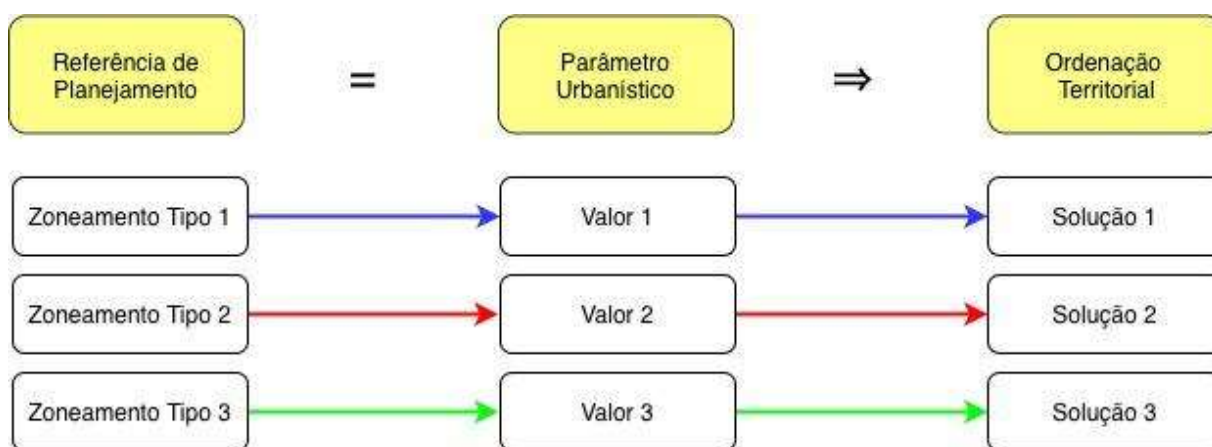 Referência de
Planejamento
=
Parâmetro
Urbanístico
⇒
Ordenação
Territorial
Zoneamento Tipo 1
Valor 1
Solução 1
Zoneamento Tipo 2
Valor 2
Solução 2
Zoneamento Tipo 3
Valor 3
Solução 3